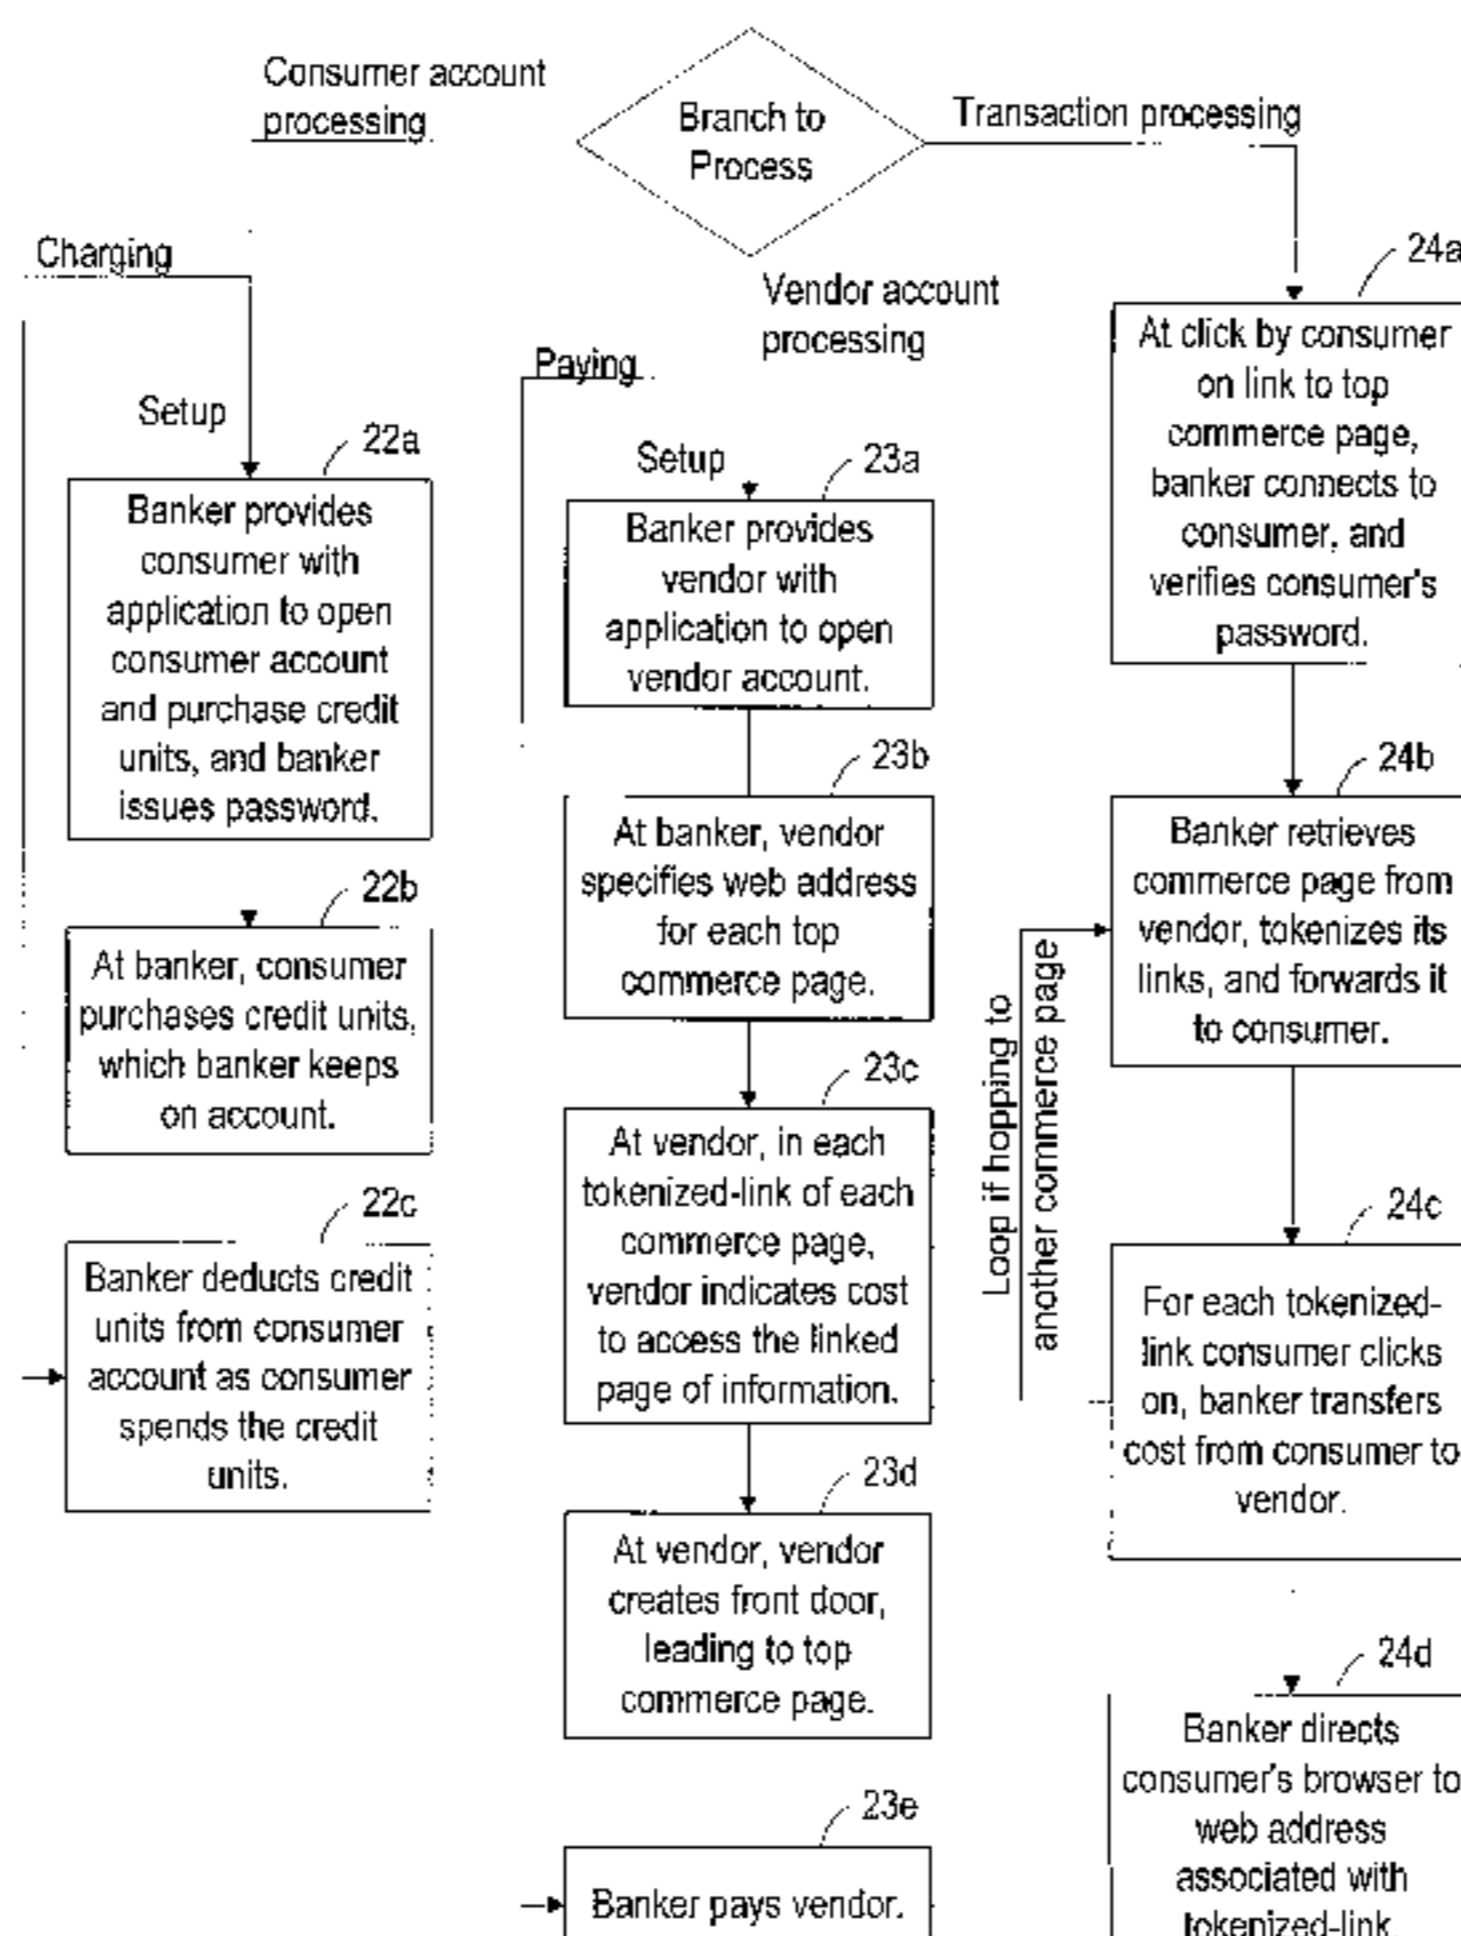 Branch to
Process
Consumer account
processing
Charging
Setup
22a
Banker provides
consumer with
application to open
consumer account
and purchase credit
units, and banker
issues password.
22b
At banker, consumer
purchases credit units,
which banker keeps
on account.
22c
Banker deducts credit
units from consumer
account as consumer
spends the credit
units.
Vendor account
processing
Paying
Setup
23a
Banker provides
vendor with
application to open
vendor account.
23b
At banker, vendor
specifies web address
for each top
commerce page.
23c
At vendor, in each
tokenized-link of each
commerce page,
vendor indicates cost
to access the linked
page of information.
23d
At vendor, vendor
creates front door,
leading to top
commerce page.
23e
Banker pays vendor.
Transaction processing
24a
At click by consumer
on link to top
commerce page,
banker connects to
consumer, and
verifies consumer's
password.
24b
Banker retrieves
commerce page from
vendor, tokenizes its
links, and forwards it
to consumer.
Loop if hopping to
another commerce page
24c
For each tokenized-
link consumer clicks
on, banker transfers
cost from consumer to
vendor.
24d
Banker directs
consumer's browser to
web address
associated with
tokenized-link.